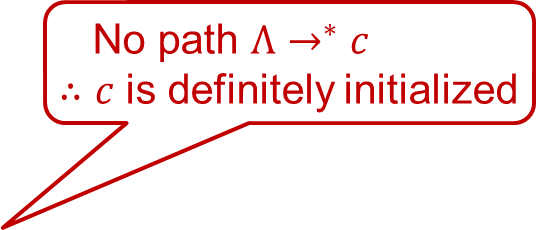 No path Λ →* 𝑐
∴ 𝑐 is definitely initialized